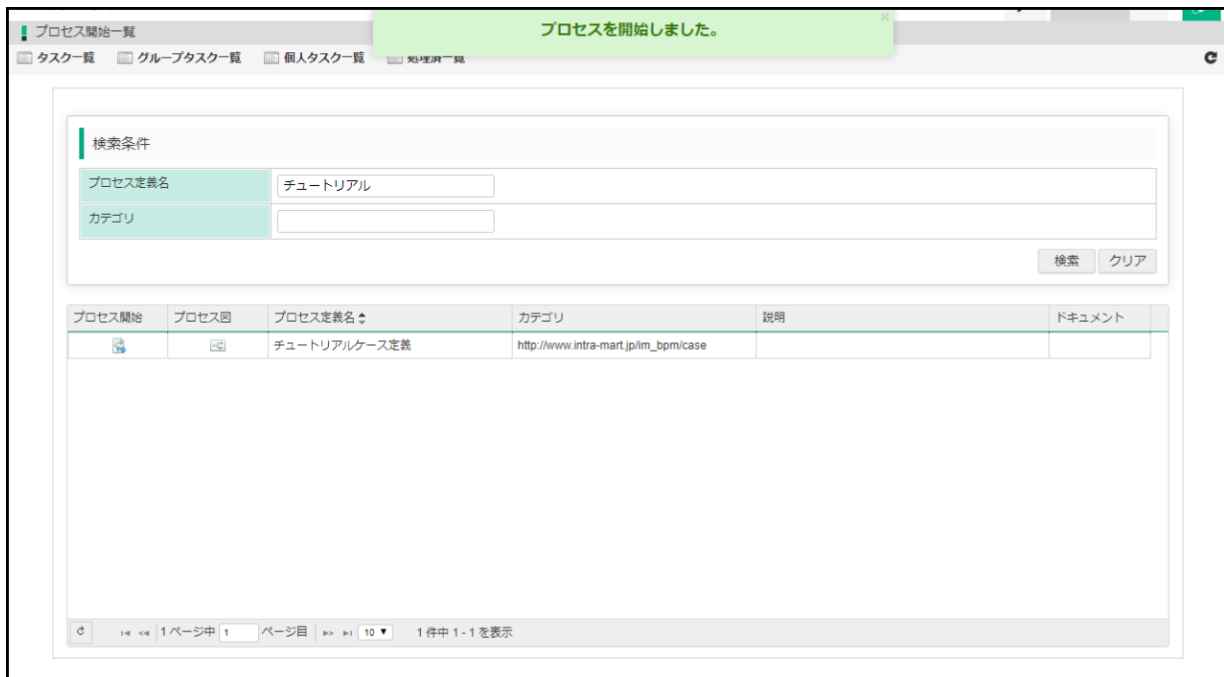 プロセスを開始しました。
プロセス開始一覧
タスク一覧 グループタスク一覧 個人タスク一覧 処理済一覧
検索条件
プロセス定義名 チュートリアル
カテゴリ
検索 クリア
プロセス開始 プロセス図 プロセス定義名 カテゴリ 説明 ドキュメント
チュートリアルケース定義 http://www.intra-mart.jp/im_bpm/case
1 ページ中 1 ページ目 10 1 件中 1 - 1 を表示